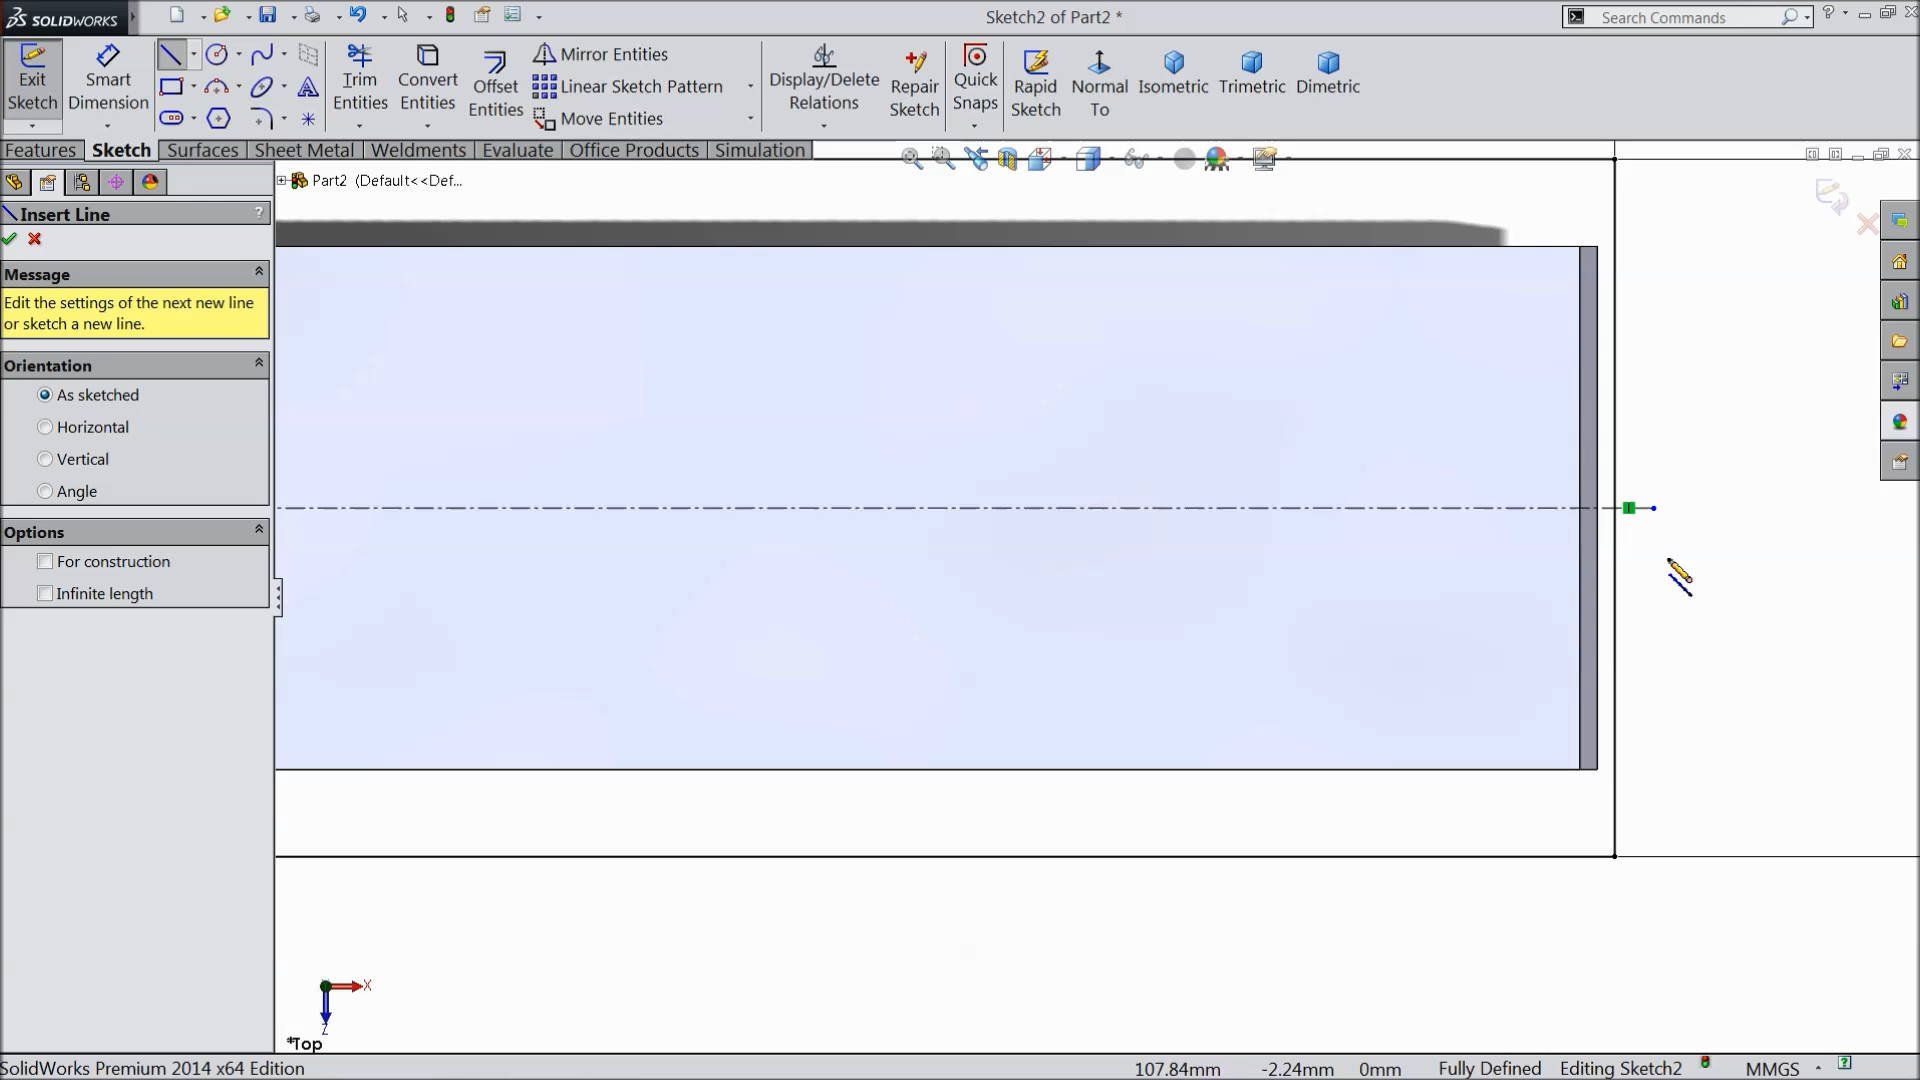 SOLIDWORKS
Sketch2 of Part2 *
Search Commands
Exit Sketch
Smart Dimension
Trim Entities
Convert Entities
Offset Entities
Mirror Entities
Linear Sketch Pattern
Move Entities
Display/Delete Relations
Repair Sketch
Quick Snaps
Rapid Sketch
Normal To
Isometric
Trimetric
Dimetric
Features
Sketch
Surfaces
Sheet Metal
Weldments
Evaluate
Office Products
Simulation
Part2 (Default<<Def...
Insert Line
?
Message
Edit the settings of the next new line
or sketch a new line.
Orientation
As sketched
Horizontal
Vertical
Angle
Options
For construction
Infinite length
X
Z
*Top
SolidWorks Premium 2014 x64 Edition
107.84mm
-2.24mm
0mm
Fully Defined
Editing Sketch2
MMGS
?